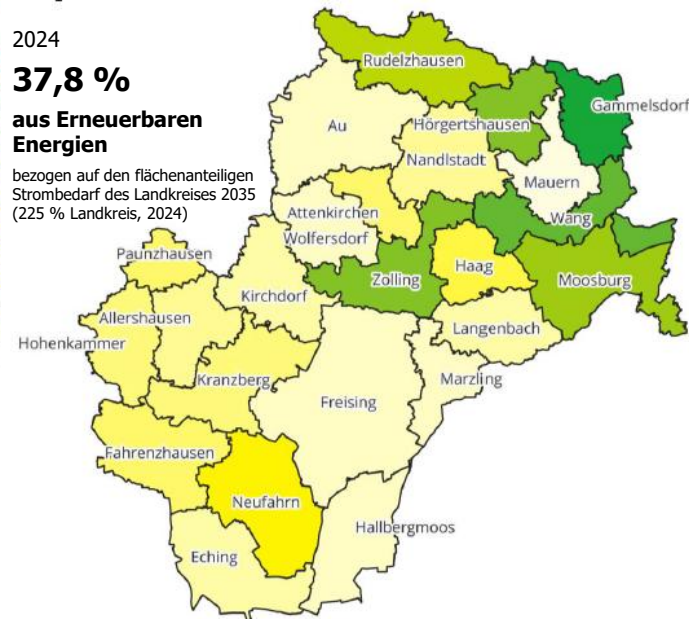 2024
37,8 %
aus Erneuerbaren
Energien
bezogen auf den flächenanteiligen
Strombedarf des Landkreises 2035
(225 % Landkreis, 2024)
Rudelzhausen
Gammelsdorf
Au
Hörgertshausen
Nandlstadt
Mauern
Attenkirchen
Wang
Wolfersdorf
Paunzhausen
Haag
Zolling
Moosburg
Kirchdorf
Allershausen
Langenbach
Hohenkammer
Kranzberg
Marzling
Freising
Fahrenzhausen
Neufahrn
Hallbergmoos
Eching